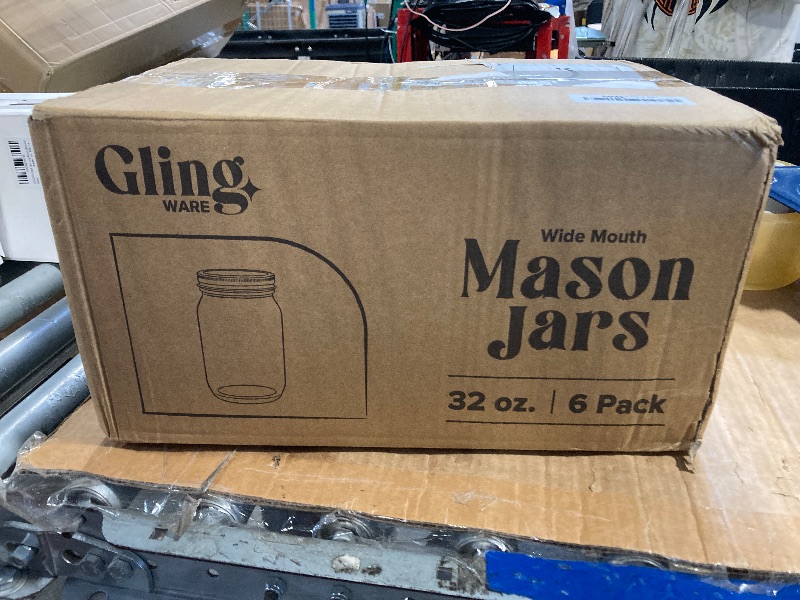 Gling
WARE
Wide Mouth
Mason
Jars
32 oz. | 6 Pack